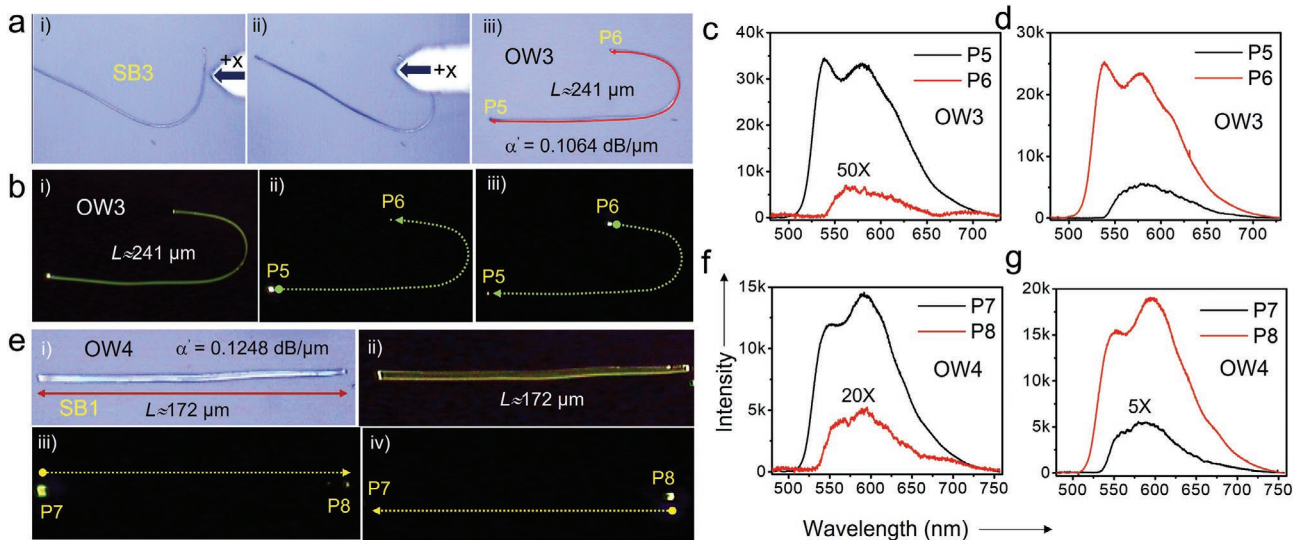 a
i)
SB3
+x
ii)
+x
iii)
OW3
P6
L≈241 µm
P5
α' = 0.1064 dB/µm
b
i)
OW3
L≈241 µm
ii)
P6
P5
iii)
P6
P5
c
40k
30k
20k
10k
0
P5
P6
OW3
50X
500 550 600 650 700
d
30k
25k
20k
15k
10k
5k
0
P5
P6
OW3
500 550 600 650 700
e
i)
OW4
α' = 0.1248 dB/µm
SB1
L≈172 µm
ii)
L≈172 µm
iii)
P7
P8
iv)
P7
P8
f
15k
10k
5k
0
P7
P8
OW4
20X
500 550 600 650 700 750
g
20k
15k
10k
5k
0
P7
P8
OW4
5X
500 550 600 650 700 750
Intensity
Wavelength (nm)